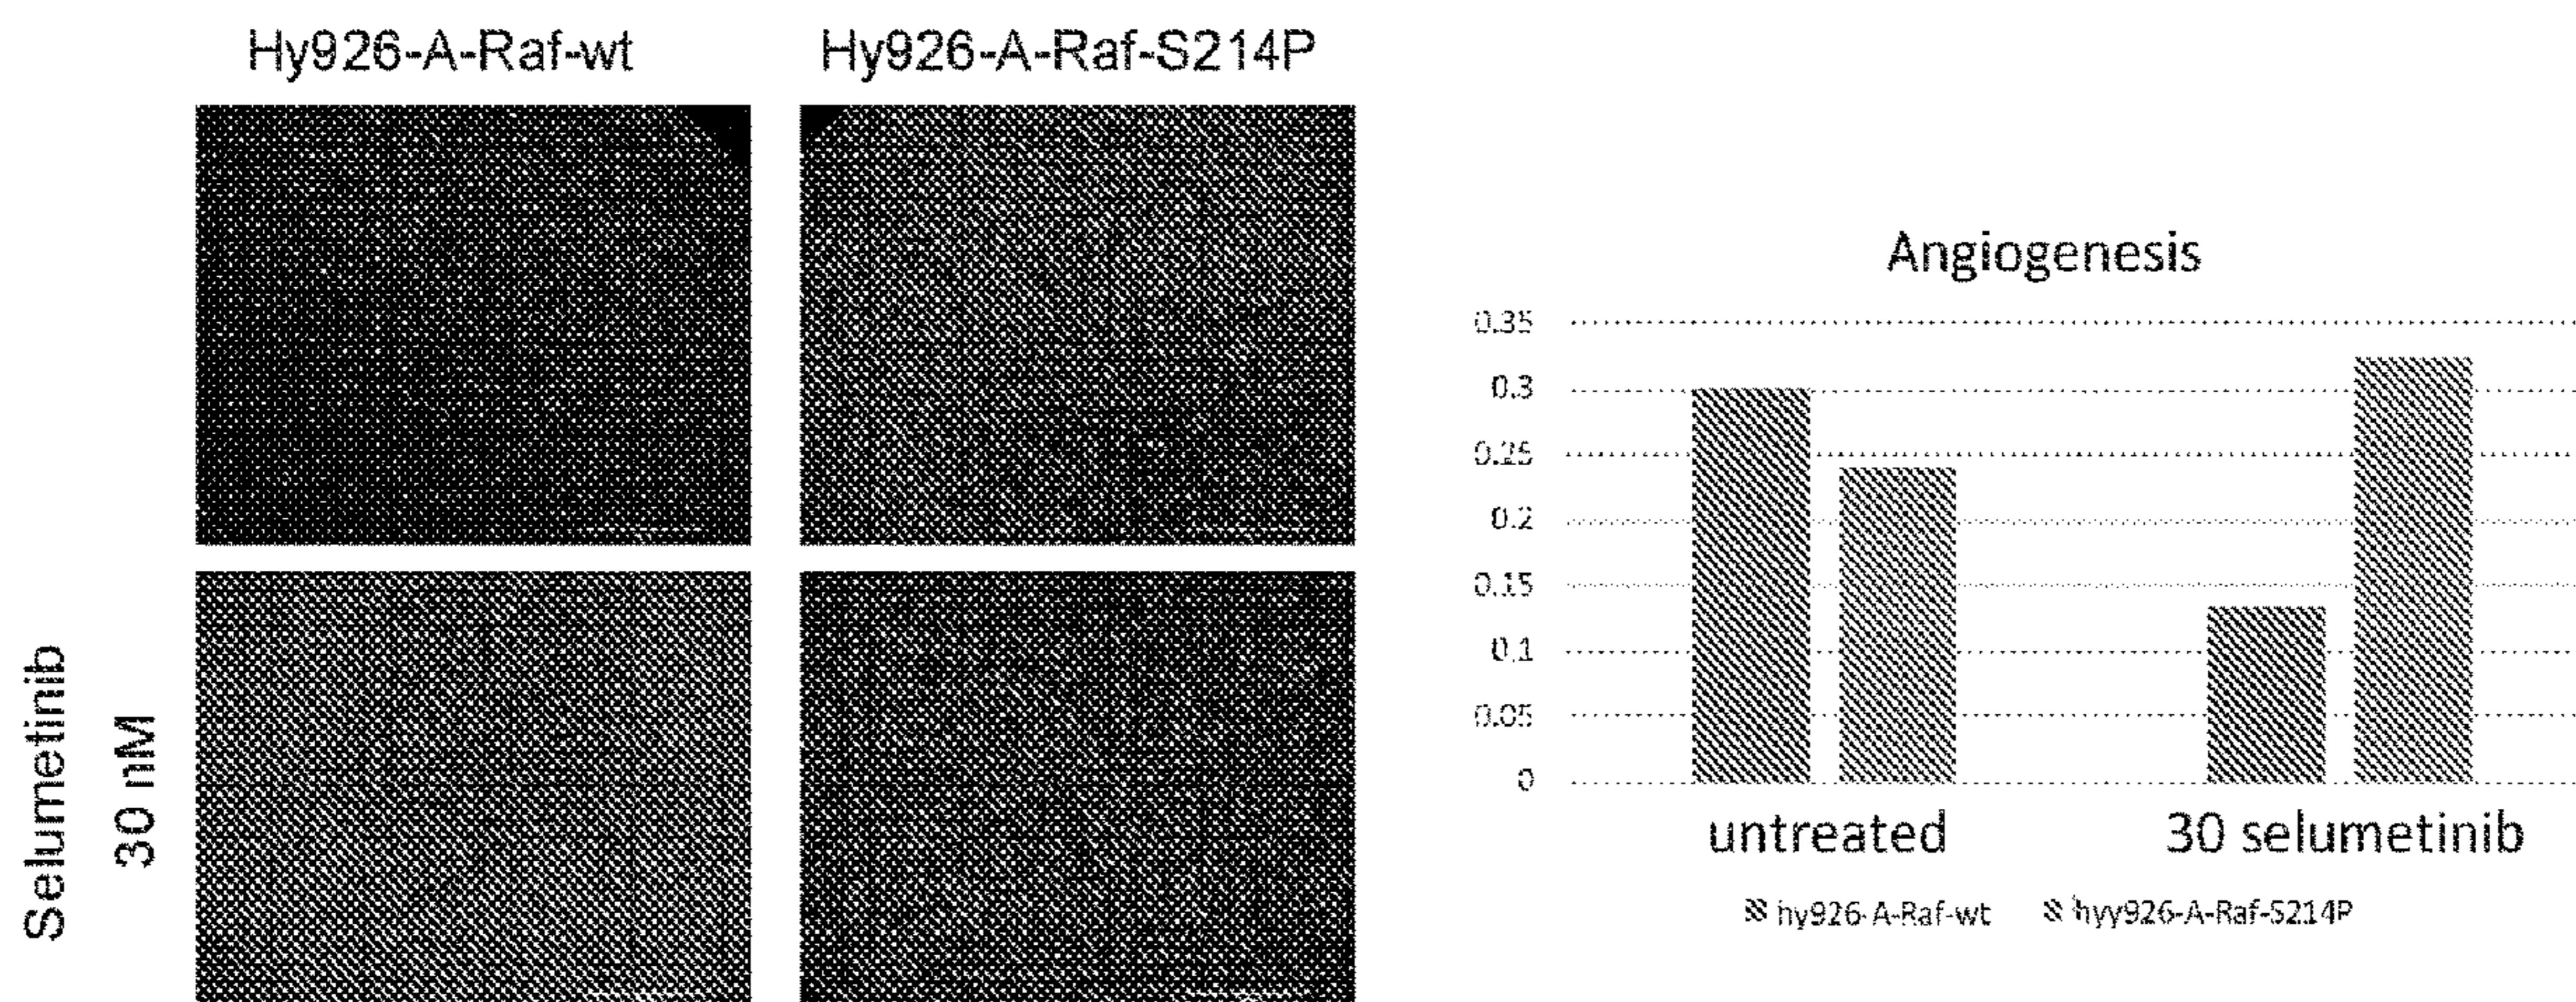 Hy926-A-Raf-wt
Hy926-A-Raf-S214P
Selumetinib
30 nM
Angiogenesis
0.35
0.3
0.25
0.2
0.15
0.1
0.05
0
untreated
30 selumetinib
hy926-A-Raf-wt
hyy926-A-Raf-S214P